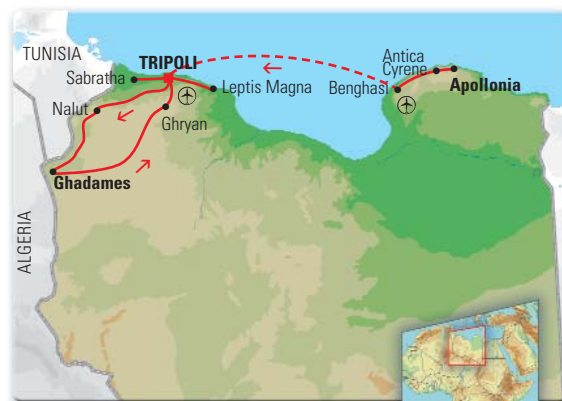 TUNISIA
TRIPOLI
Sabratha
Leptis Magna
Nalut
Ghryan
Ghadames
ALGERIA
Antica
Cyrene
Benghasi
Apollonia